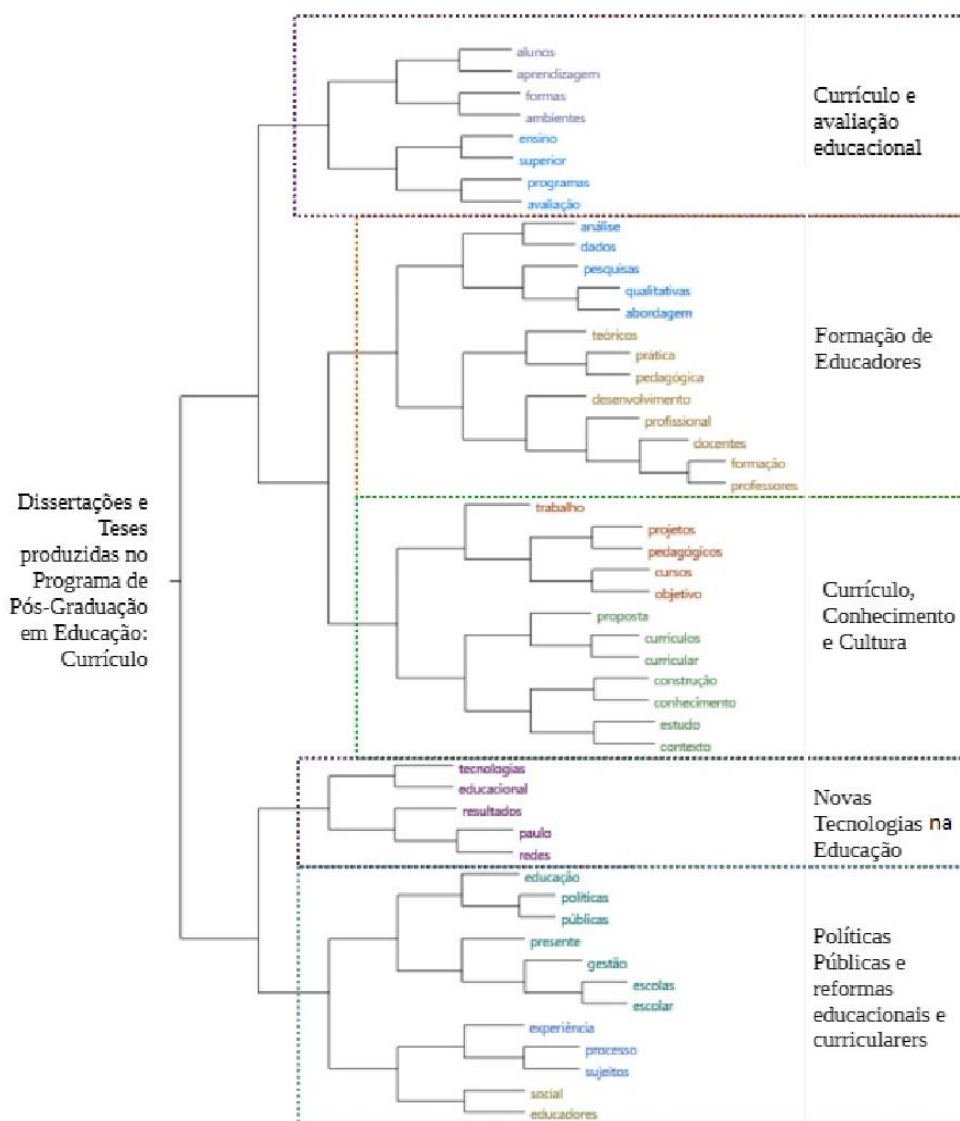 Dissertações e
Teses
produzidas no
Programa de
Pós-Graduação
em Educação:
Currículo
alunos
aprendizagem
formas
ambientes
ensino
superior
programas
avaliação
Currículo e
avaliação
educacional
análise
dados
pesquisas
qualitativas
abordagem
teóricos
prática
pedagógica
desenvolvimento
profissional
docentes
formação
professores
Formação de
Educadores
trabalho
projetos
pedagógicos
cursos
objetivo
proposta
currículos
curricular
construção
conhecimento
estudo
contexto
Currículo,
Conhecimento
e Cultura
tecnologias
educacional
resultados
paulo
redes
Novas
Tecnologias na
Educação
educação
políticas
públicas
presente
gestão
escolas
escolar
experiência
processo
sujeitos
social
educadores
Políticas
Públicas e
reformas
educacionais e
curricularers